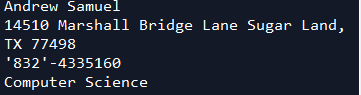 Andrew Samuel
14510 Marshall Bridge Lane Sugar Land,
TX 77498
'832'-4335160
Computer Science